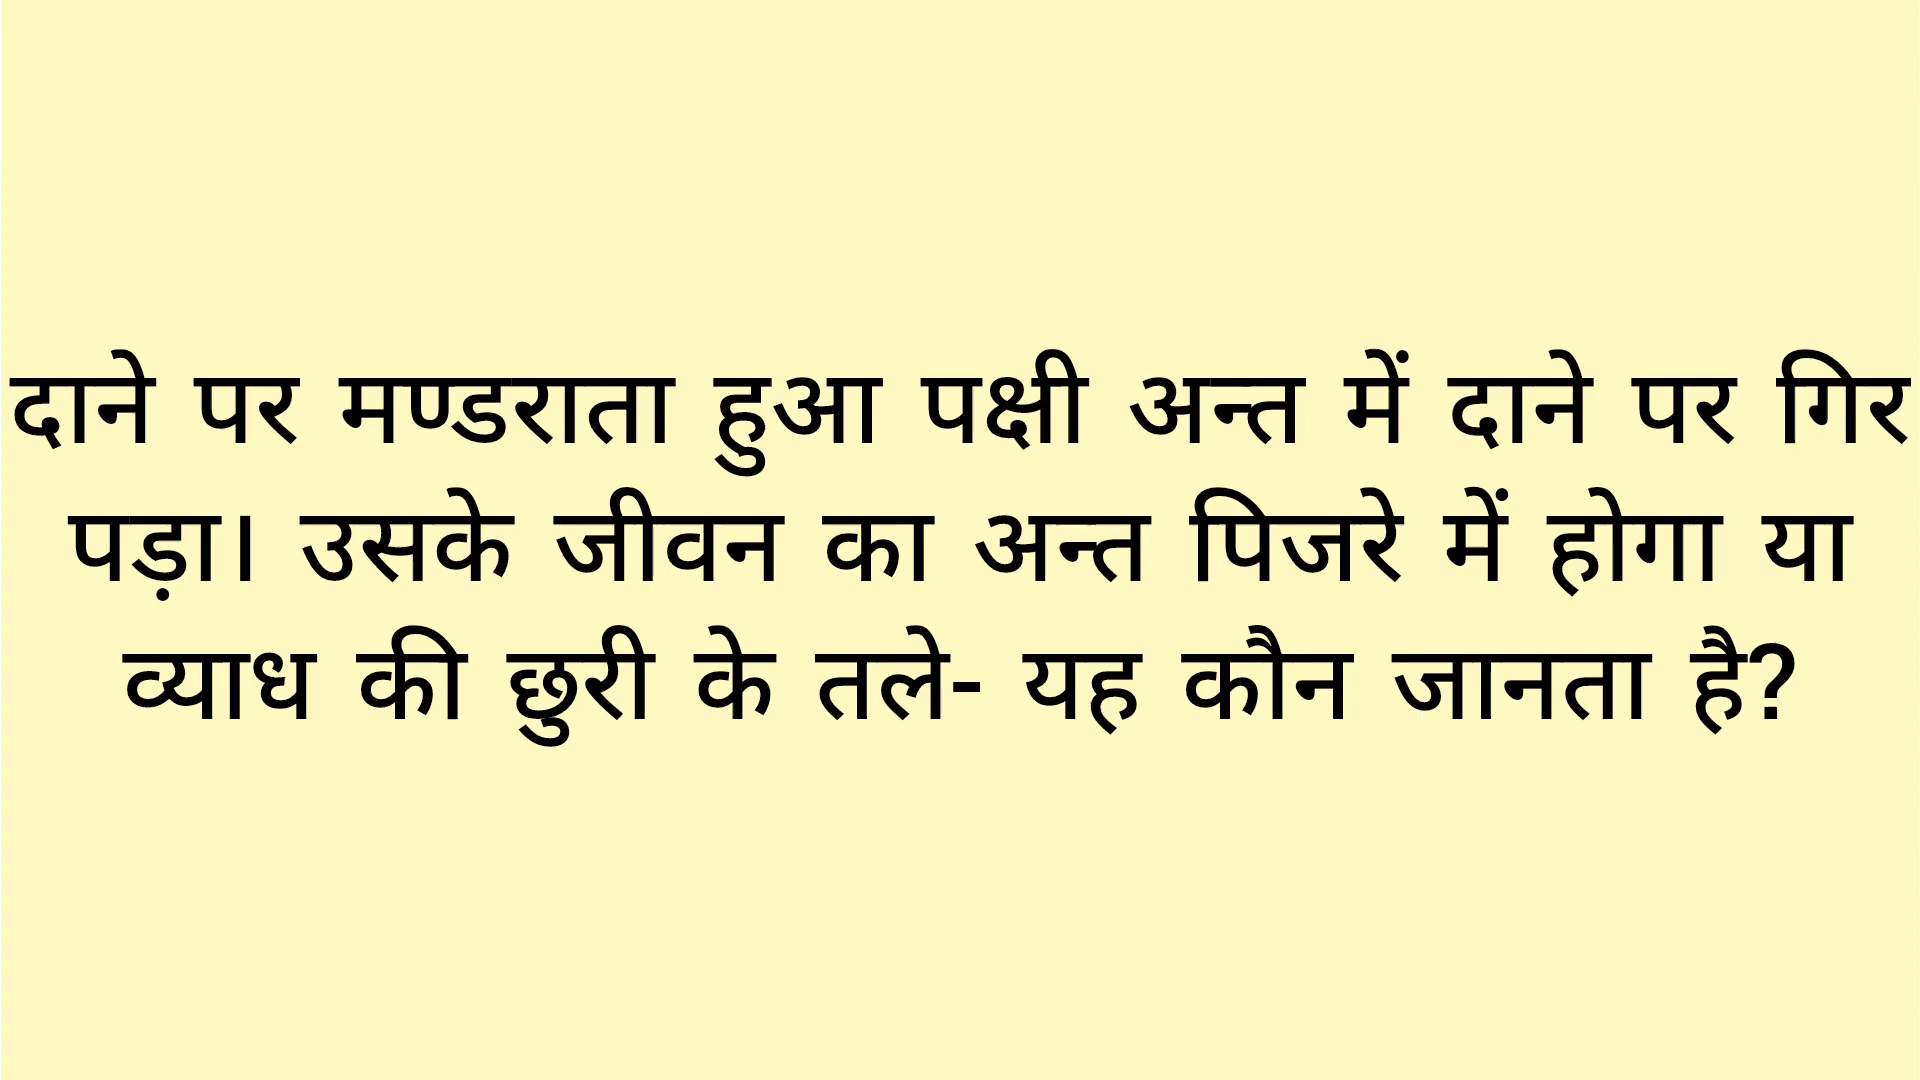 दाने पर मण्डराता हुआ पक्षी अन्त में दाने पर गिर
पड़ा। उसके जीवन का अन्त पिजरे में होगा या
व्याध की छुरी के तले- यह कौन जानता है?